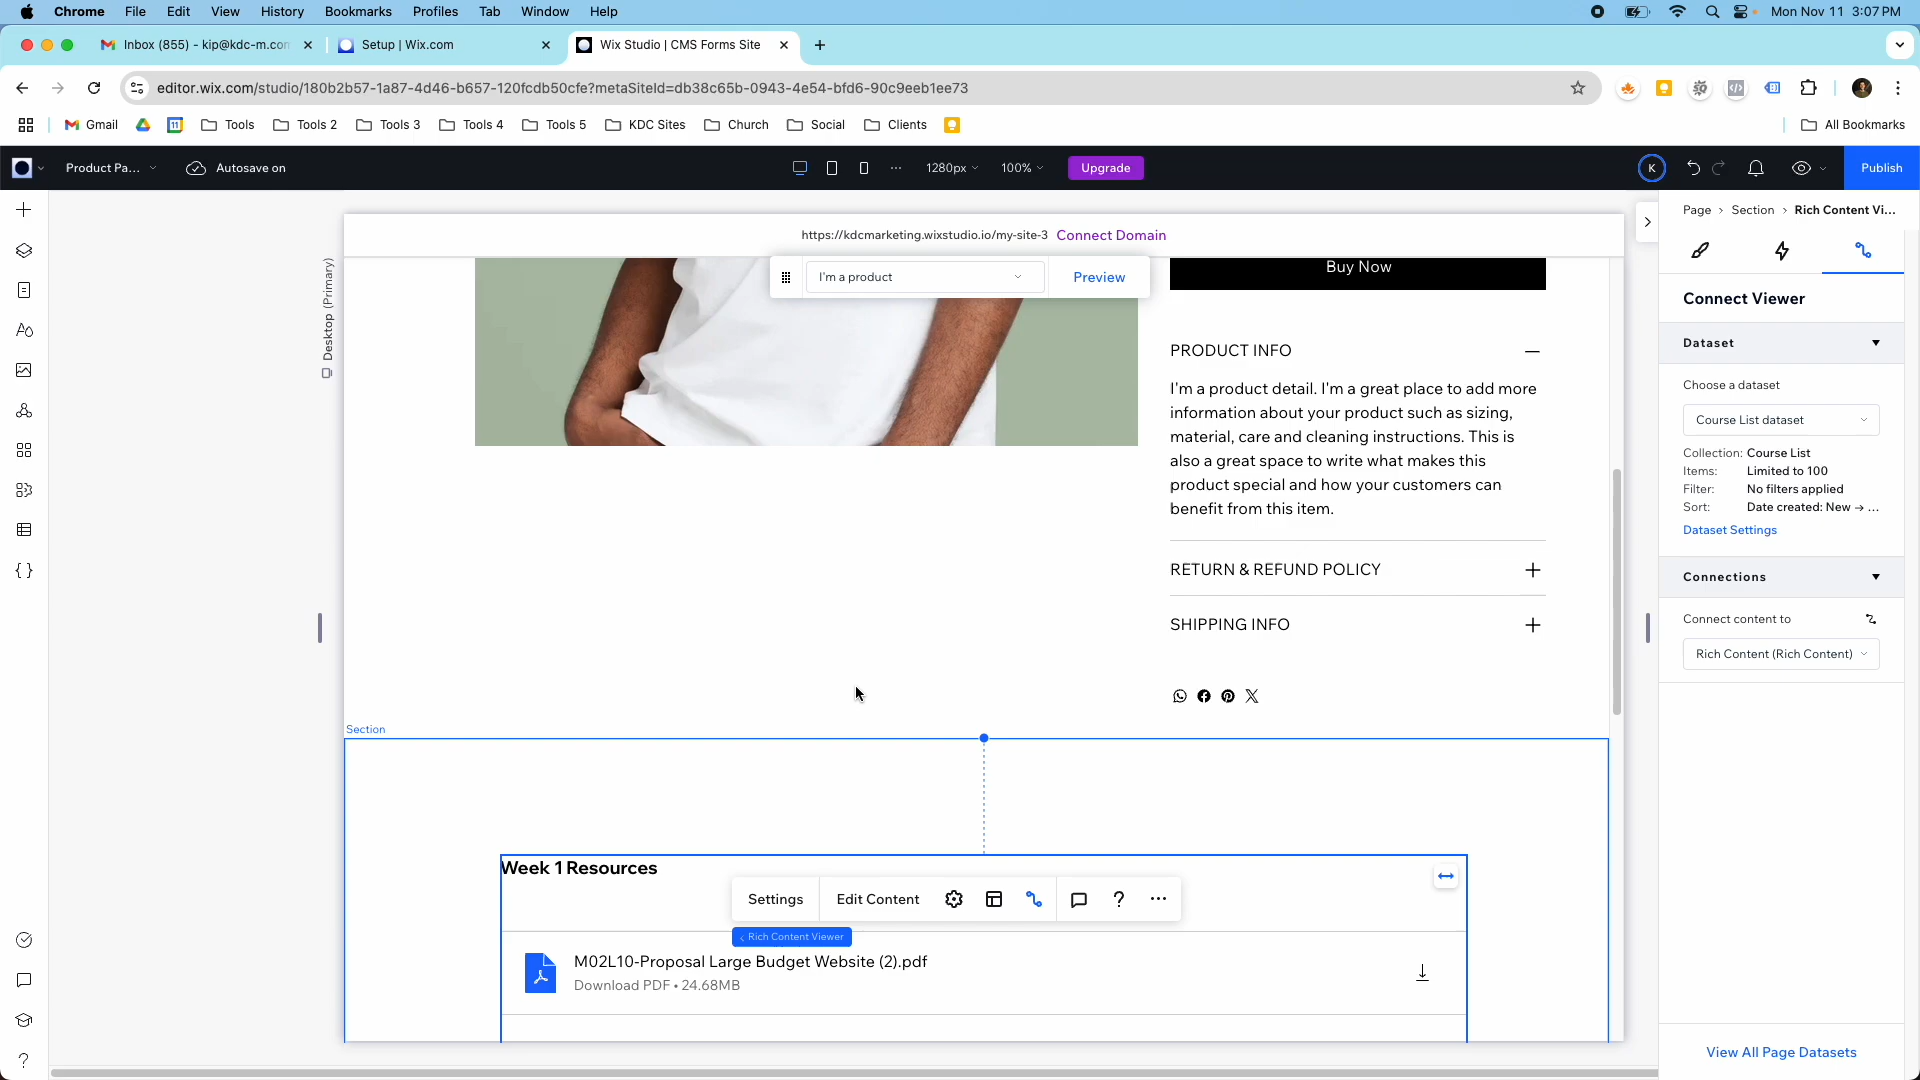 Chrome File Edit View History Bookmarks Profiles Tab Window Help Mon Nov 11 3:07 PM
Inbox (855) - kip@kdc-m.con Setup | Wix.com Wix Studio | CMS Forms Site
editor.wix.com/studio/180b2b57-1a87-4d46-b657-120fcdb50cfe?metaSiteId=db38c65b-0943-4e54-bfd6-90c9eeb1ee73
Gmail Tools Tools 2 Tools 3 Tools 4 Tools 5 KDC Sites Church Social Clients All Bookmarks
Product Pa... Autosave on 1280px 100% Upgrade K Publish
Page > Section > Rich Content Vi...
https://kdcmarketing.wixstudio.io/my-site-3 Connect Domain
I'm a product Preview
Buy Now
Desktop (Primary)
PRODUCT INFO
I'm a product detail. I'm a great place to add more
information about your product such as sizing,
material, care and cleaning instructions. This is
also a great space to write what makes this
product special and how your customers can
benefit from this item.
RETURN & REFUND POLICY
SHIPPING INFO
Section
Week 1 Resources
Settings Edit Content
Rich Content Viewer
M02L10-Proposal Large Budget Website (2).pdf
Download PDF • 24.68MB
Connect Viewer
Dataset
Choose a dataset
Course List dataset
Collection: Course List
Items: Limited to 100
Filter: No filters applied
Sort: Date created: New → ...
Dataset Settings
Connections
Connect content to
Rich Content (Rich Content)
View All Page Datasets